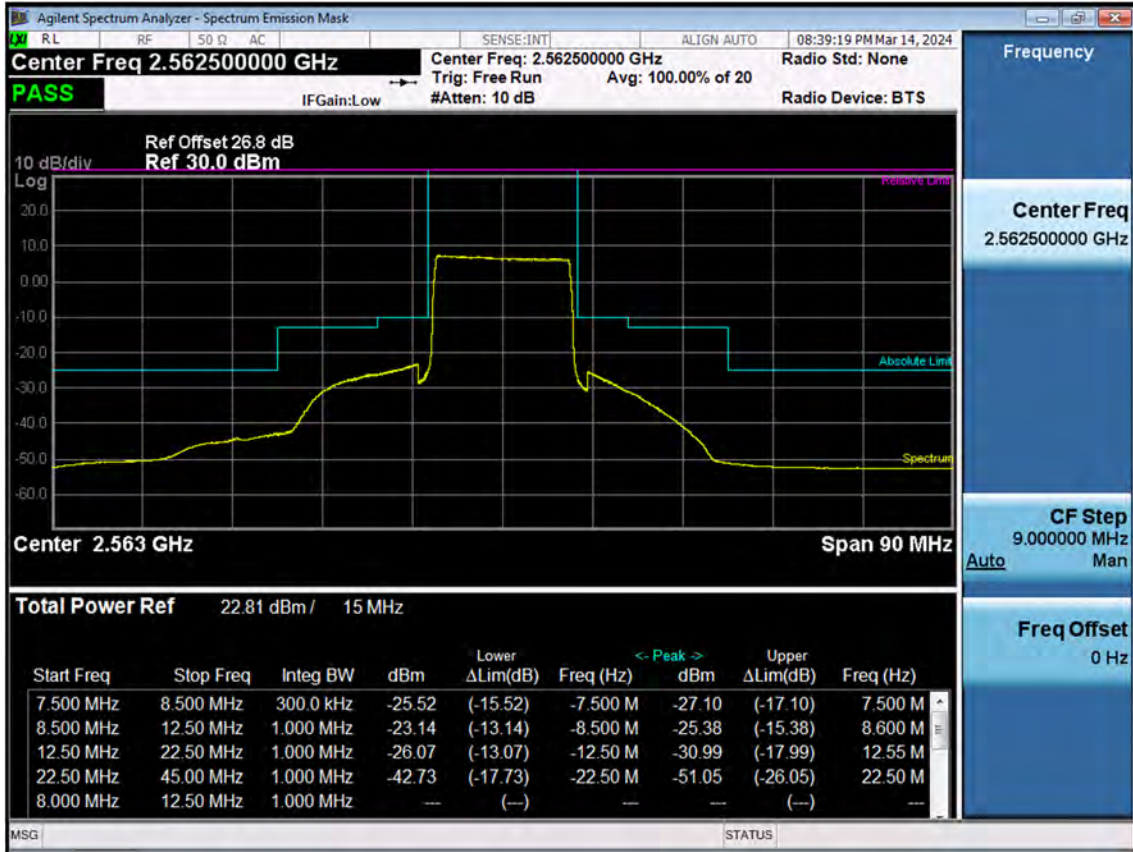 Agilent Spectrum Analyzer - Spectrum Emission Mask
LXI RL RF 50 Ω AC SENSE:INT ALIGN AUTO 08:39:19 PM Mar 14, 2024
Center Freq 2.562500000 GHz
PASS
IFGain:Low
Center Freq: 2.562500000 GHz
Trig: Free Run Avg: 100.00% of 20
#Atten: 10 dB
Radio Std: None
Radio Device: BTS
Ref Offset 26.8 dB
10 dB/div Ref 30.0 dBm
Log
Relative Limit
20.0
10.0
0.00
-10.0
-20.0
Absolute Limit
-30.0
-40.0
-50.0
Spectrum
-60.0
Center 2.563 GHz Span 90 MHz
Total Power Ref 22.81 dBm / 15 MHz
Lower <- Peak -> Upper
Start Freq Stop Freq Integ BW dBm ΔLim(dB) Freq (Hz) dBm ΔLim(dB) Freq (Hz)
7.500 MHz 8.500 MHz 300.0 kHz -25.52 (-15.52) -7.500 M -27.10 (-17.10) 7.500 M
8.500 MHz 12.50 MHz 1.000 MHz -23.14 (-13.14) -8.500 M -25.38 (-15.38) 8.600 M
12.50 MHz 22.50 MHz 1.000 MHz -26.07 (-13.07) -12.50 M -30.99 (-17.99) 12.55 M
22.50 MHz 45.00 MHz 1.000 MHz -42.73 (-17.73) -22.50 M -51.05 (-26.05) 22.50 M
8.000 MHz 12.50 MHz 1.000 MHz --- (---) --- --- (---) ---
MSG STATUS
Frequency
Center Freq
2.562500000 GHz
CF Step
9.000000 MHz
Auto Man
Freq Offset
0 Hz